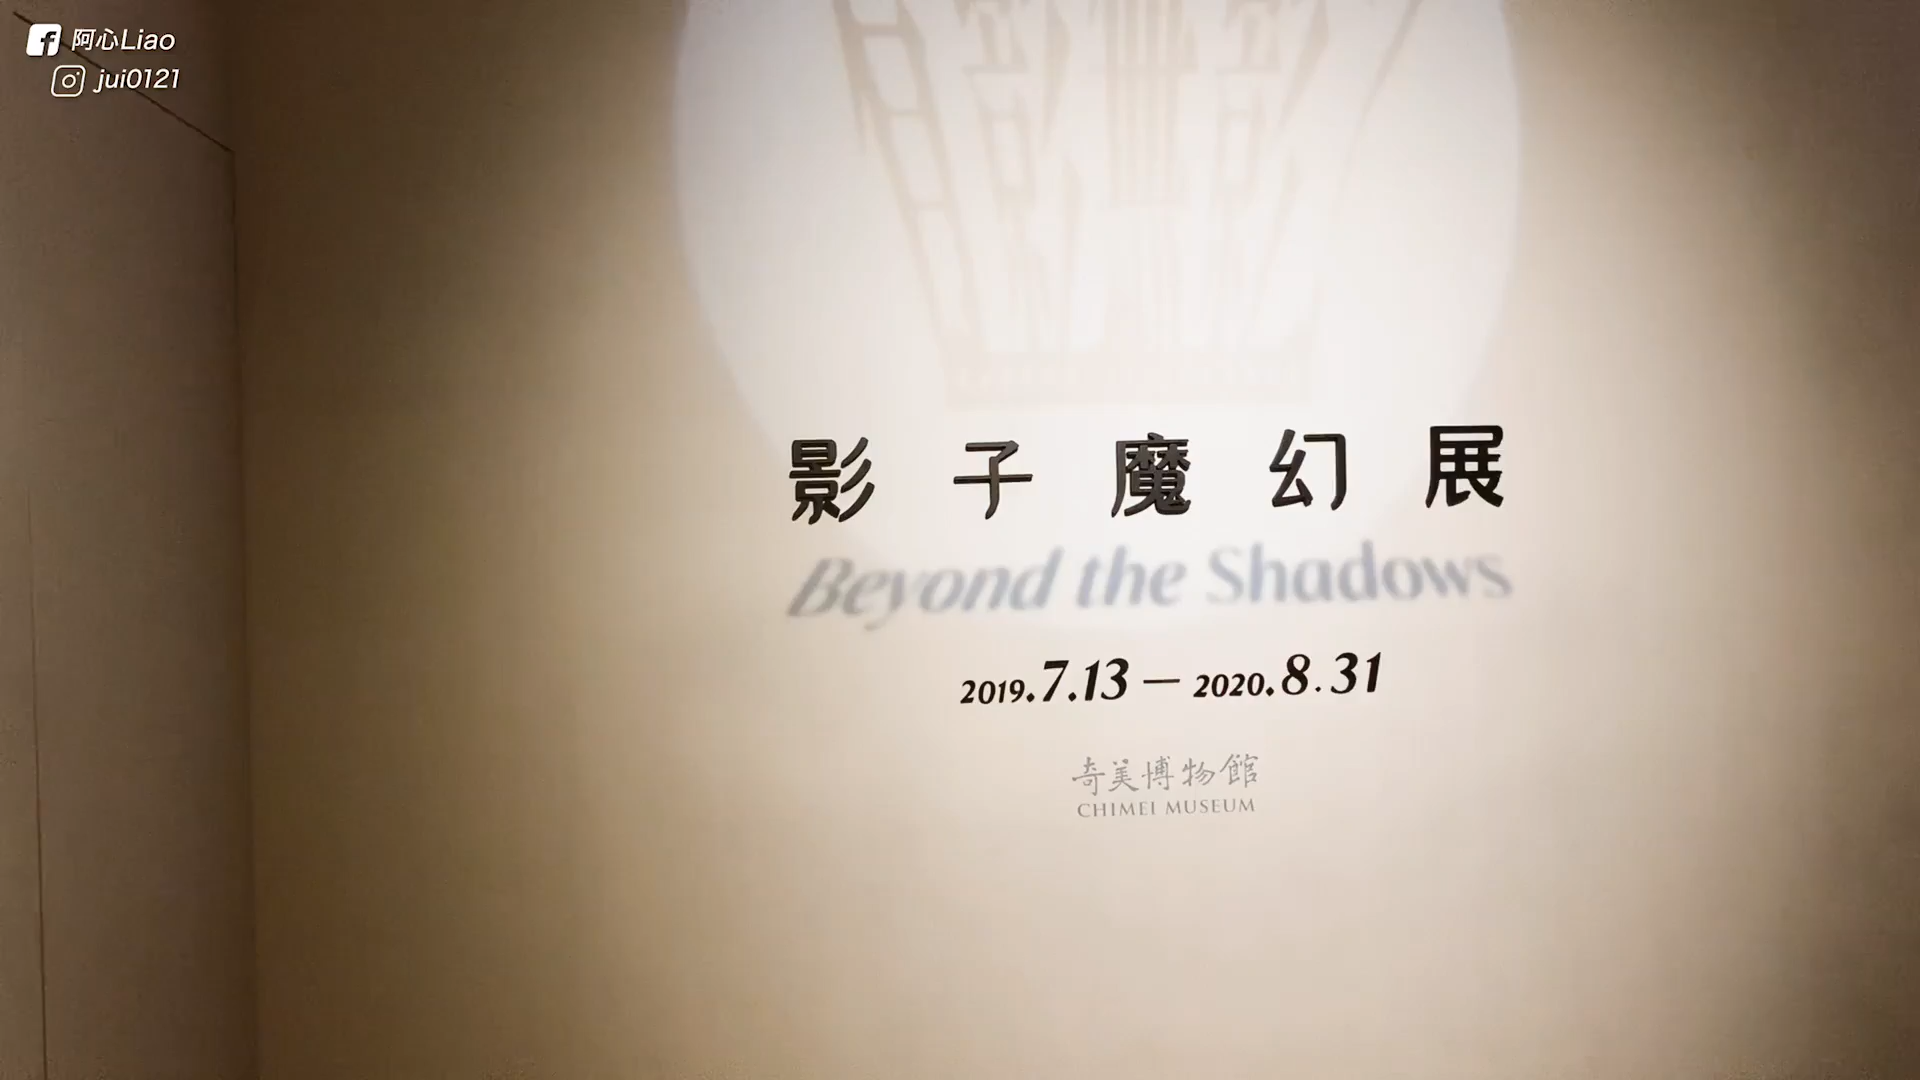 阿心Liao
jui0121
影子魔幻展
Beyond the Shadows
2019.7.13 — 2020.8.31
奇美博物館
CHIMEI MUSEUM